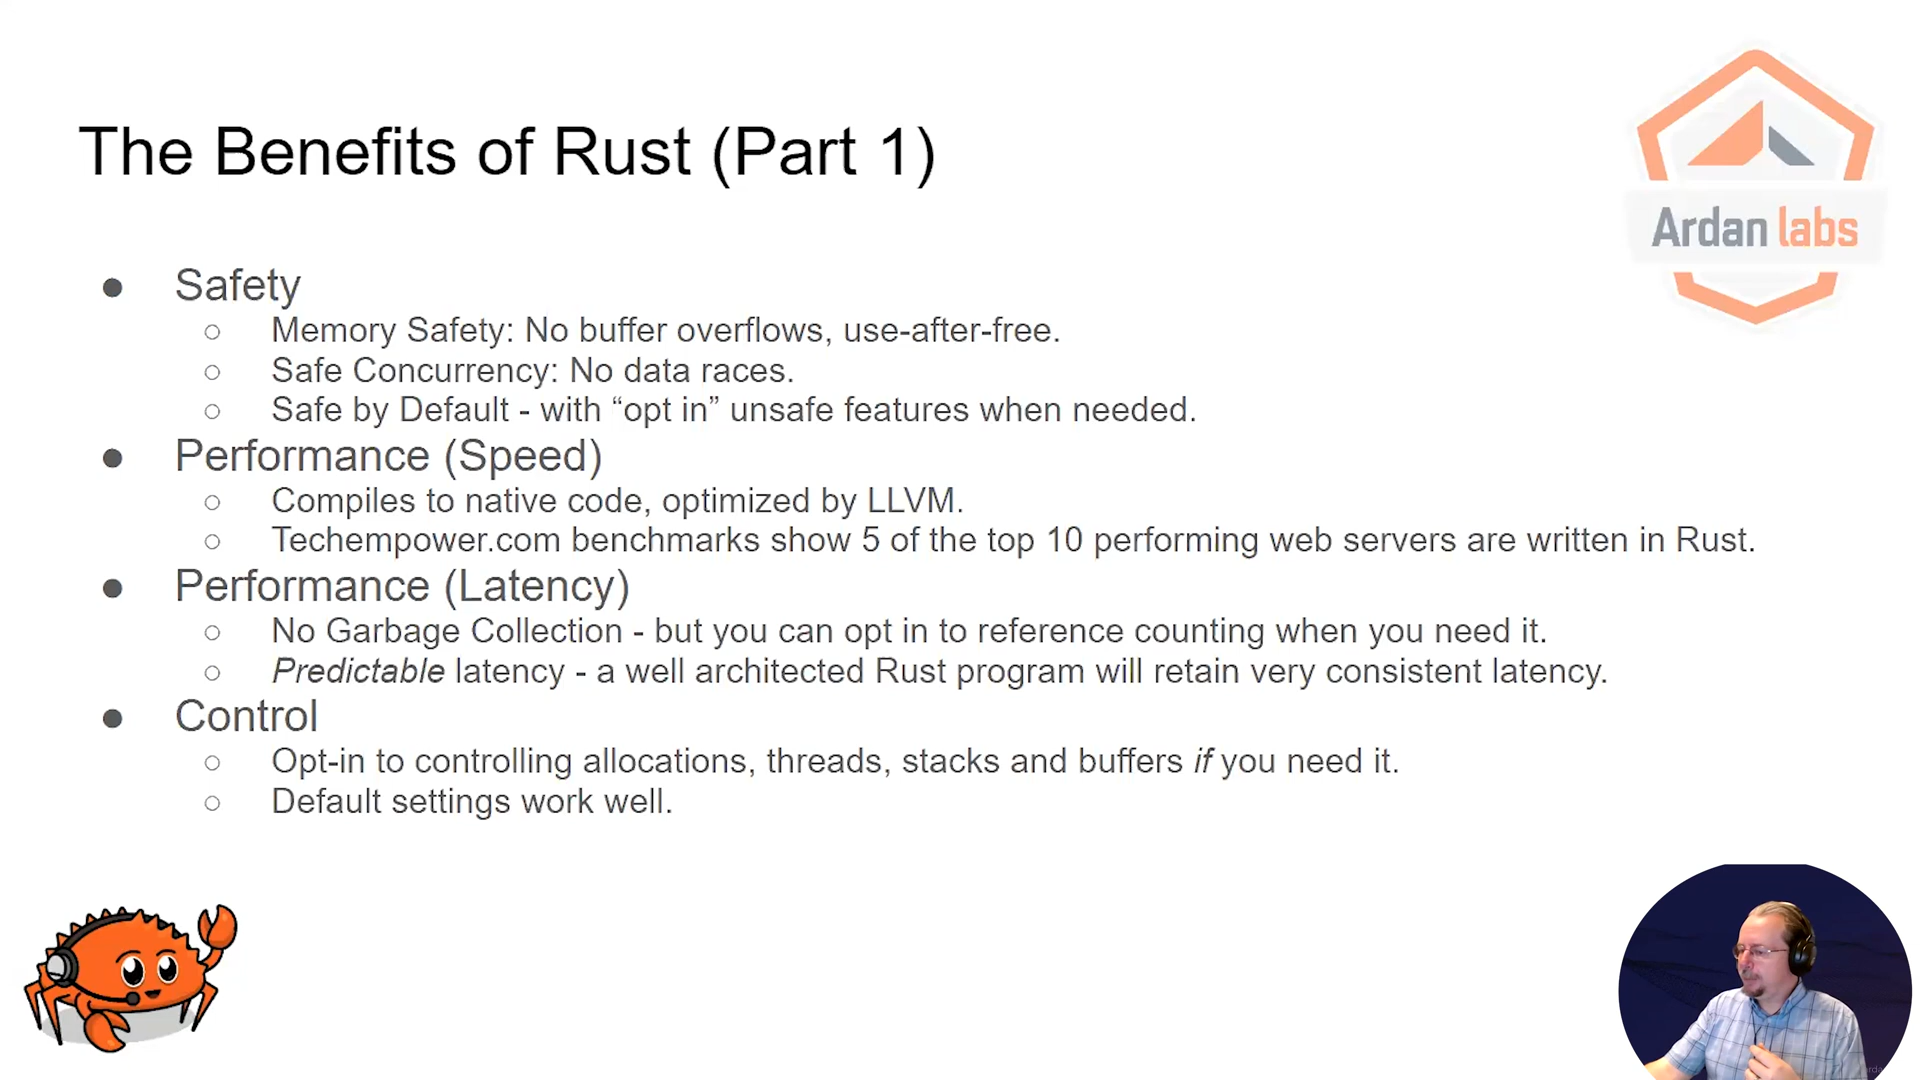 The Benefits of Rust (Part 1)
Ardan labs
● Safety
○ Memory Safety: No buffer overflows, use-after-free.
○ Safe Concurrency: No data races.
○ Safe by Default - with “opt in” unsafe features when needed.
● Performance (Speed)
○ Compiles to native code, optimized by LLVM.
○ Techempower.com benchmarks show 5 of the top 10 performing web servers are written in Rust.
● Performance (Latency)
○ No Garbage Collection - but you can opt in to reference counting when you need it.
○ Predictable latency - a well architected Rust program will retain very consistent latency.
● Control
○ Opt-in to controlling allocations, threads, stacks and buffers if you need it.
○ Default settings work well.